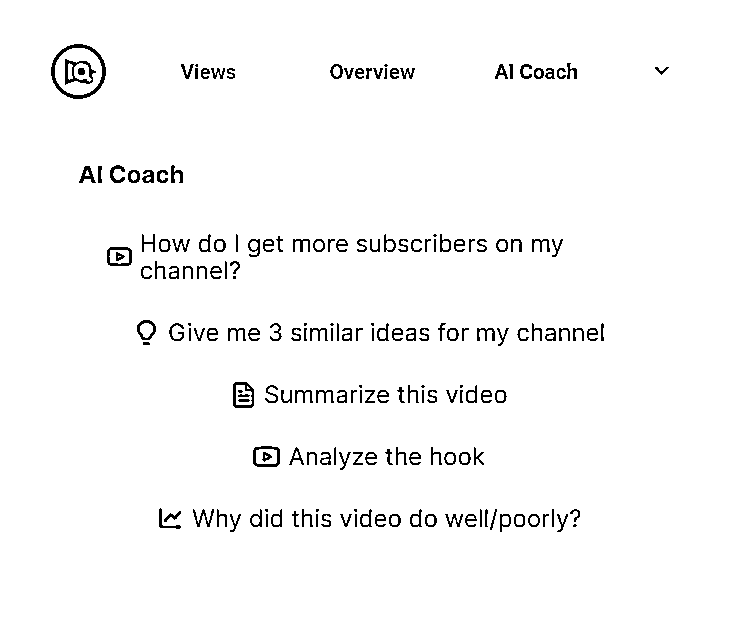 Views Overview AI Coach
AI Coach
How do I get more subscribers on my
channel?
Give me 3 similar ideas for my channel
Summarize this video
Analyze the hook
Why did this video do well/poorly?